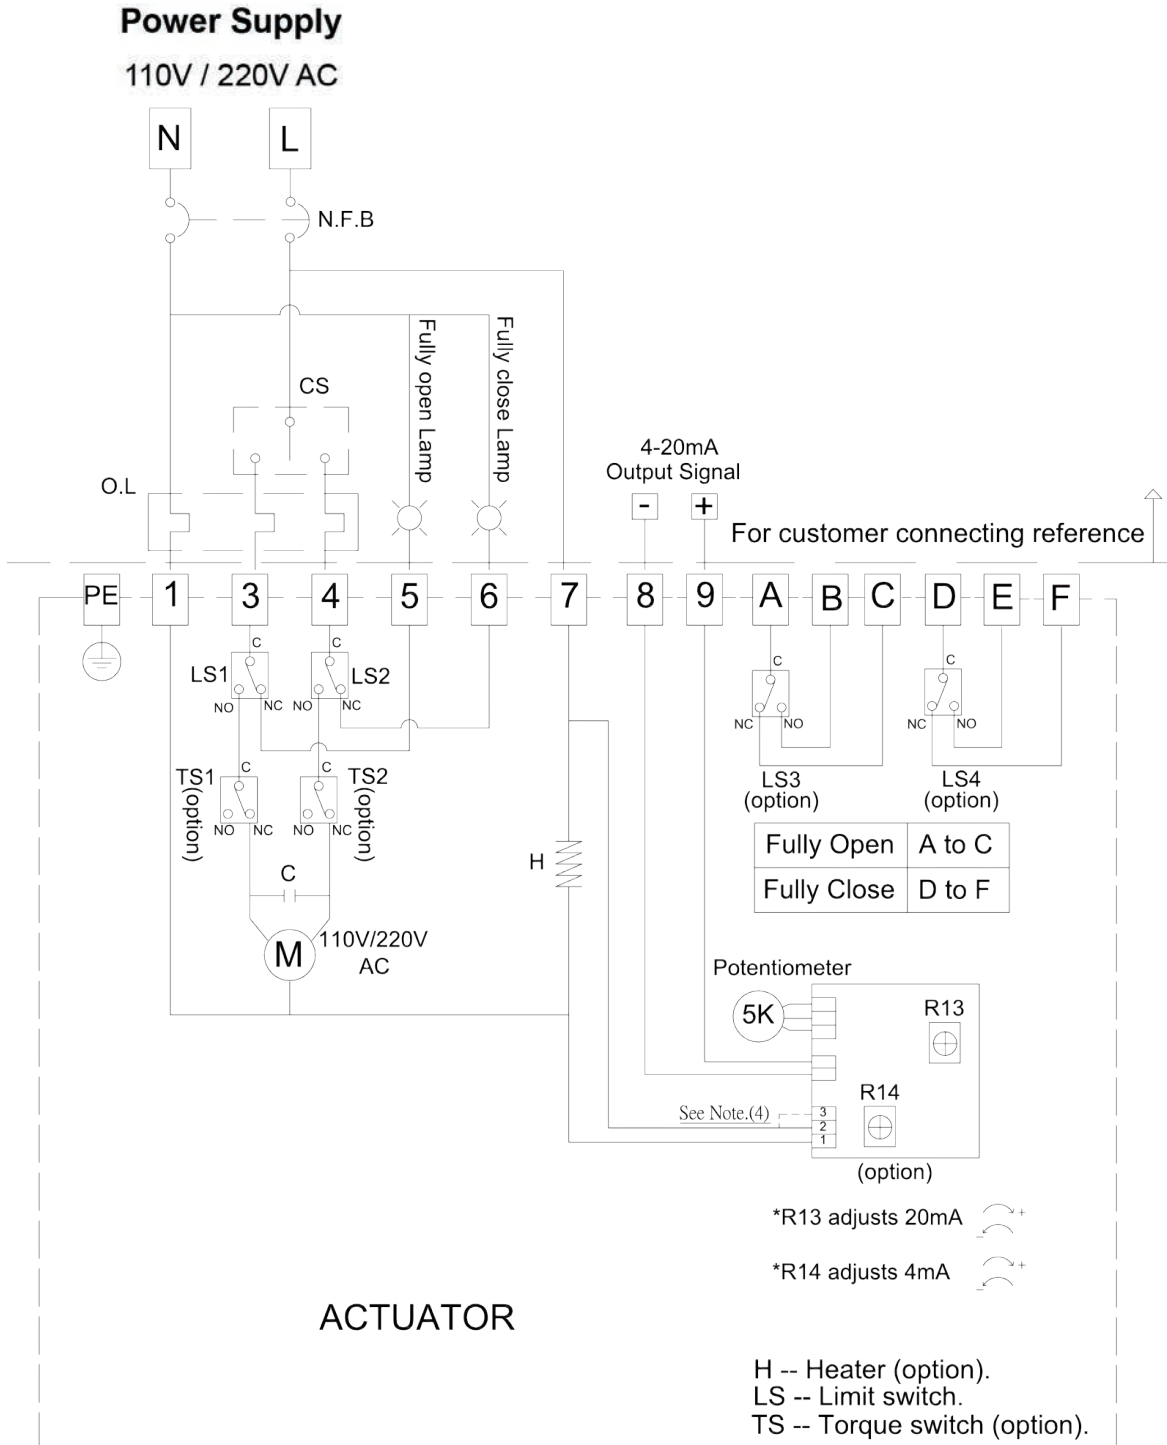 Power Supply
110V / 220V AC
N
L
N.F.B
Fully open Lamp
Fully close Lamp
CS
O.L
4-20mA
Output Signal
-
+
For customer connecting reference
PE
1
3
4
5
6
7
8
9
A
B
C
D
E
F
C
C
LS1
LS2
NO
NC
NO
NC
C
C
NC
NO
NC
NO
C
C
TS1
(option)
TS2
(option)
NO
NC
NO
NC
LS3
(option)
LS4
(option)
Fully Open A to C
Fully Close D to F
H
C
M
110V/220V
AC
Potentiometer
5K
R13
R14
See Note.(4)
3
2
1
(option)
*R13 adjusts 20mA
+
-
*R14 adjusts 4mA
+
-
ACTUATOR
H -- Heater (option).
LS -- Limit switch.
TS -- Torque switch (option).